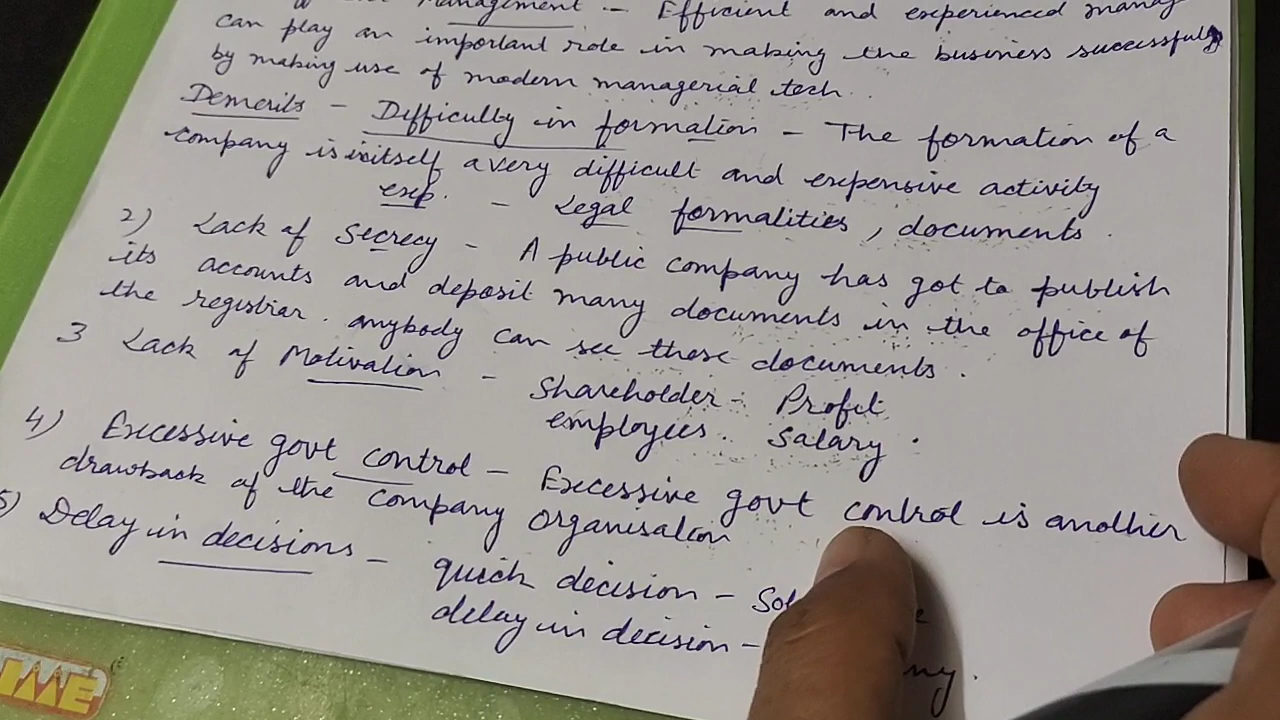 Management :- Efficient and experienced manag
can play an important role in making the business successfully
by making use of modern managerial tech.
Demerits - Difficulty in formation - The formation of a
company is initself a very difficult and expensive activity
exp. - Legal formalities, documents.
2) Lack of Secrecy - A public company has got to publish
its accounts and deposit many documents in the office of
the registrar. anybody can see these documents.
3 Lack of Motivation - Shareholder - Profit
employees. Salary.
4) Excessive govt control - Excessive govt control is another
drawback of the company organisation
5) Delay in decisions - quick decision -
delay in decision -